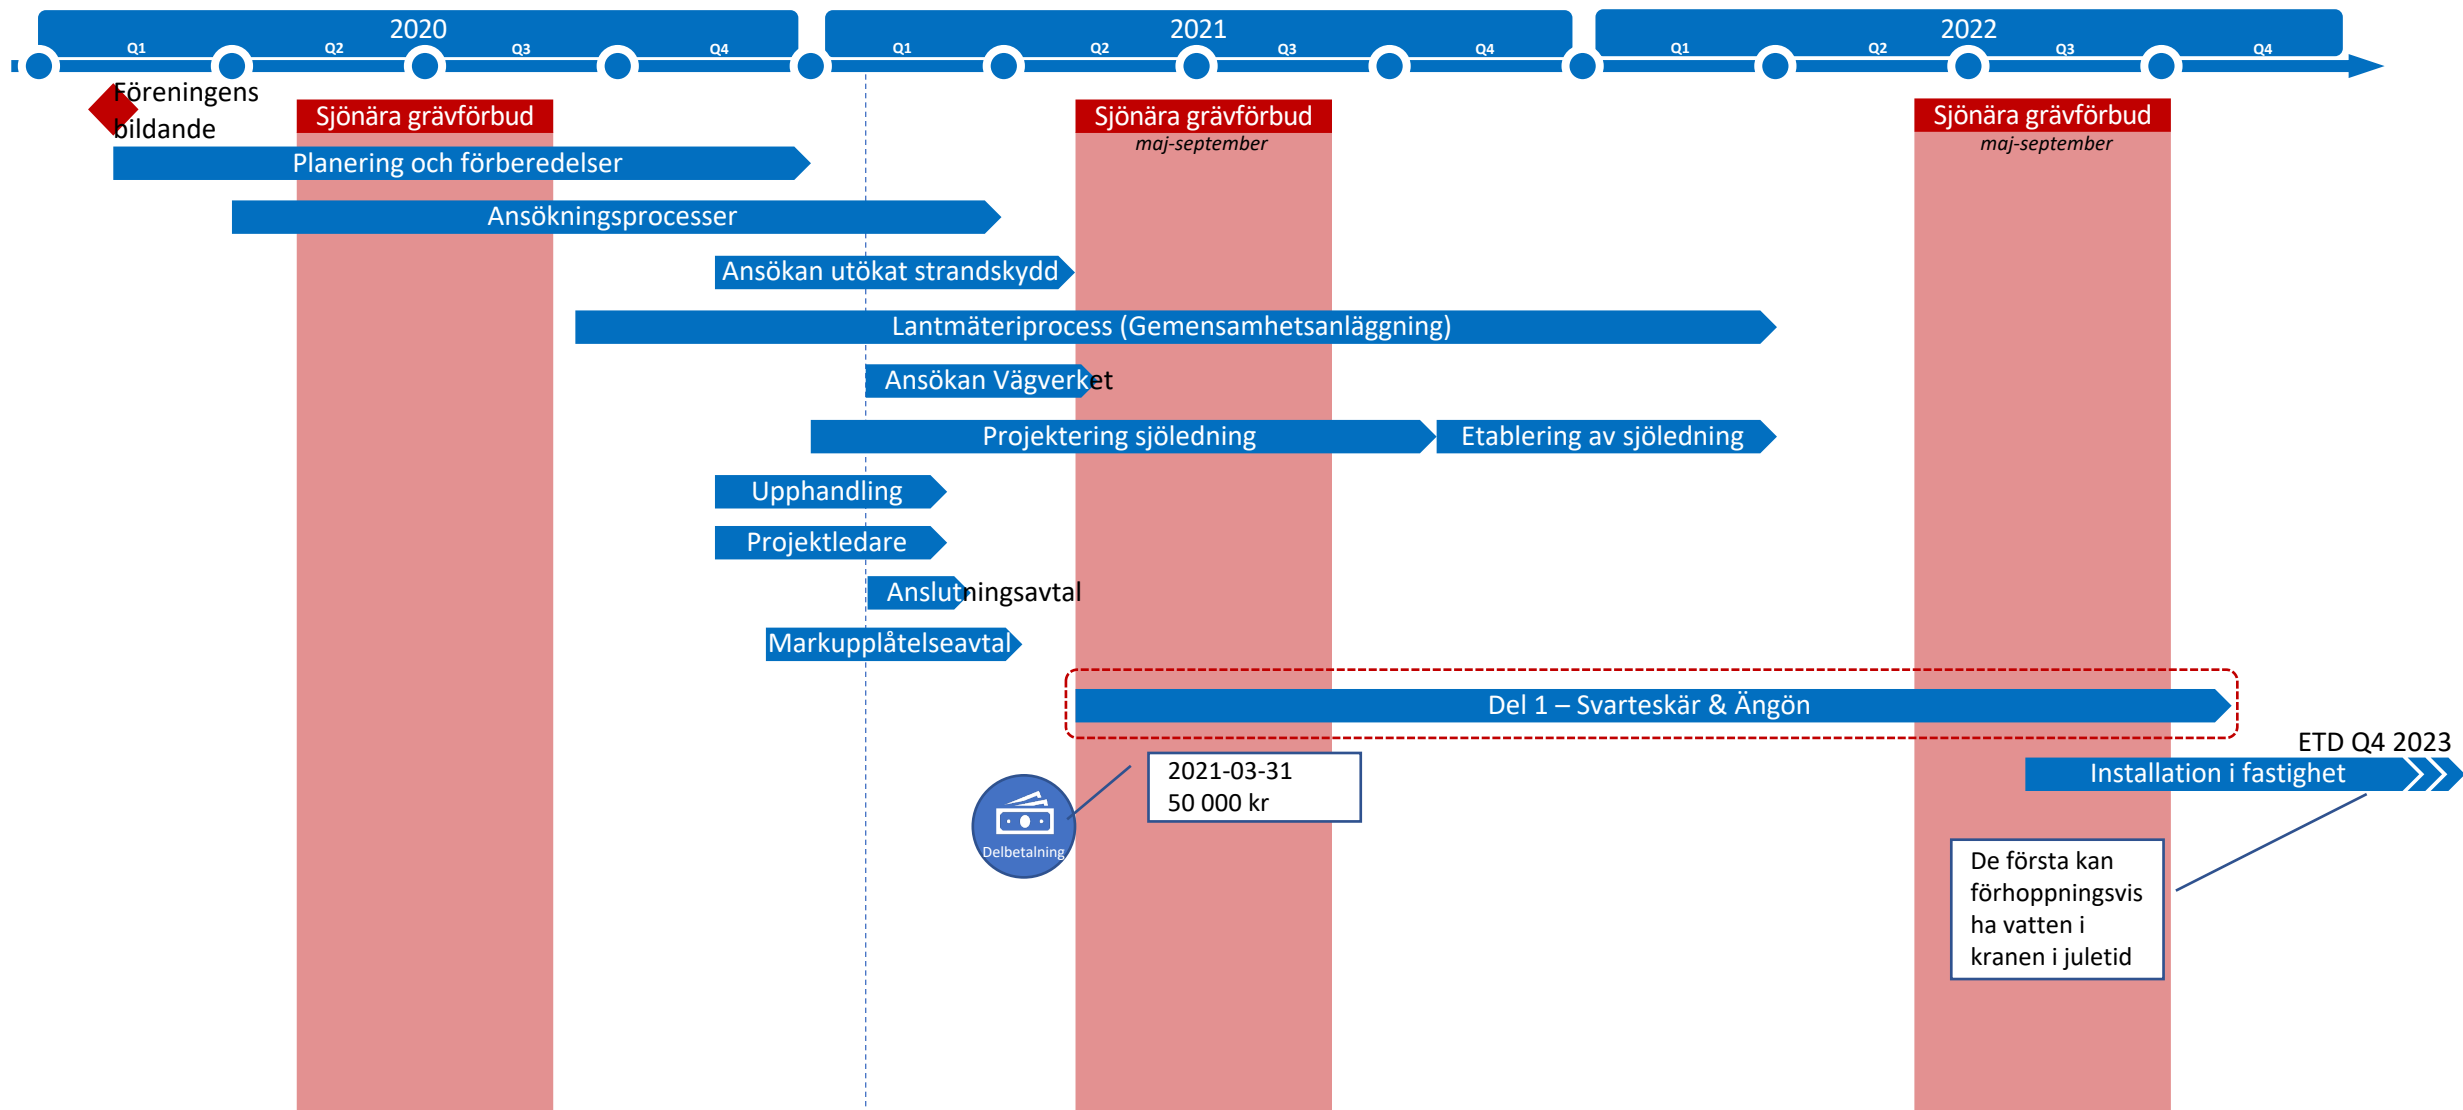 2020
2021
2022
Q1
Q2
Q3
Q4
Q1
Q2
Q3
Q4
Q1
Q2
Q3
Q4
Föreningens
bildande
Sjönära grävförbud
Sjönära grävförbud
maj-september
Sjönära grävförbud
maj-september
Planering och förberedelser
Ansökningsprocesser
Ansökan utökat strandskydd
Lantmäteriprocess (Gemensamhetsanläggning)
Ansökan Vägverket
Projektering sjöledning
Etablering av sjöledning
Upphandling
Projektledare
Anslutningsavtal
Markupplåtelseavtal
Del 1 – Svarteskär & Ängön
ETD Q4 2023
Installation i fastighet
2021-03-31
50 000 kr
Delbetalning
De första kan
förhoppningsvis
ha vatten i
kranen i juletid